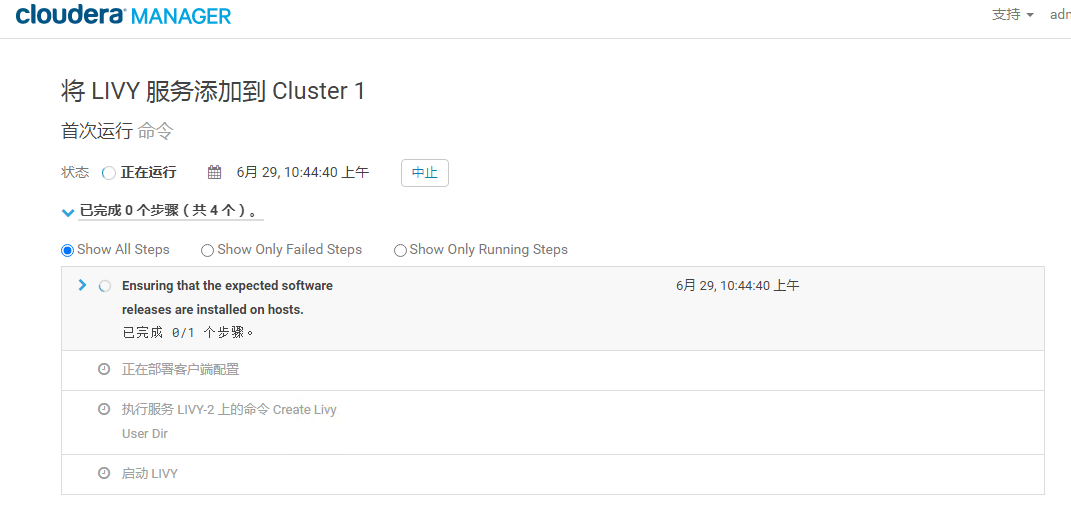 cloudera MANAGER
支持 adm
将 LIVY 服务添加到 Cluster 1
首次运行 命令
状态 正在运行 6月 29, 10:44:40 上午 中止
已完成 0 个步骤（共 4 个）。
Show All Steps Show Only Failed Steps Show Only Running Steps
Ensuring that the expected software 6月 29, 10:44:40 上午
releases are installed on hosts.
已完成 0/1 个步骤。
正在部署客户端配置
执行服务 LIVY-2 上的命令 Create Livy
User Dir
启动 LIVY